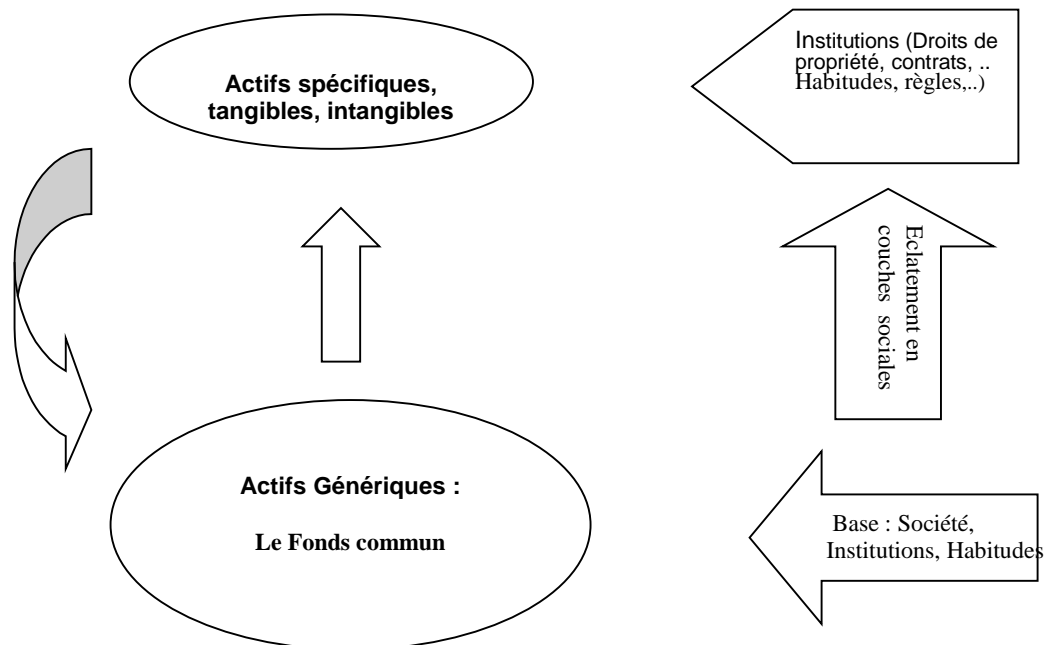 Actifs spécifiques,
tangibles, intangibles
Institutions (Droits de
propriété, contrats, ..
Habitudes, règles,..)
Eclatement en
couches sociales
Actifs Génériques :
Le Fonds commun
Base : Société,
Institutions, Habitudes